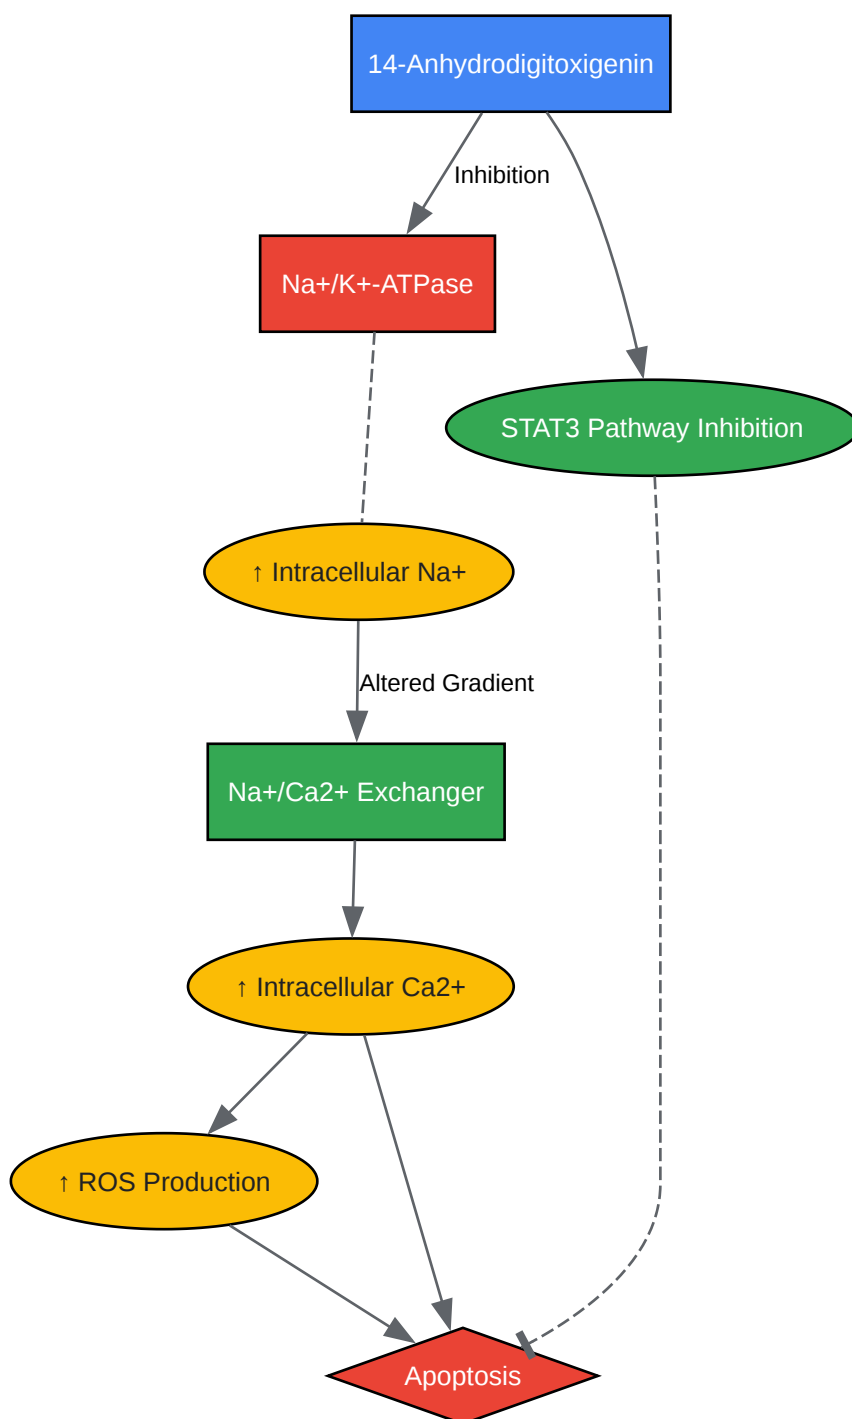 14-Anhydrodigitoxigenin
Inhibition
Na+/K+-ATPase
STAT3 Pathway Inhibition
↑ Intracellular Na+
Altered Gradient
Na+/Ca2+ Exchanger
↑ Intracellular Ca2+
↑ ROS Production
Apoptosis